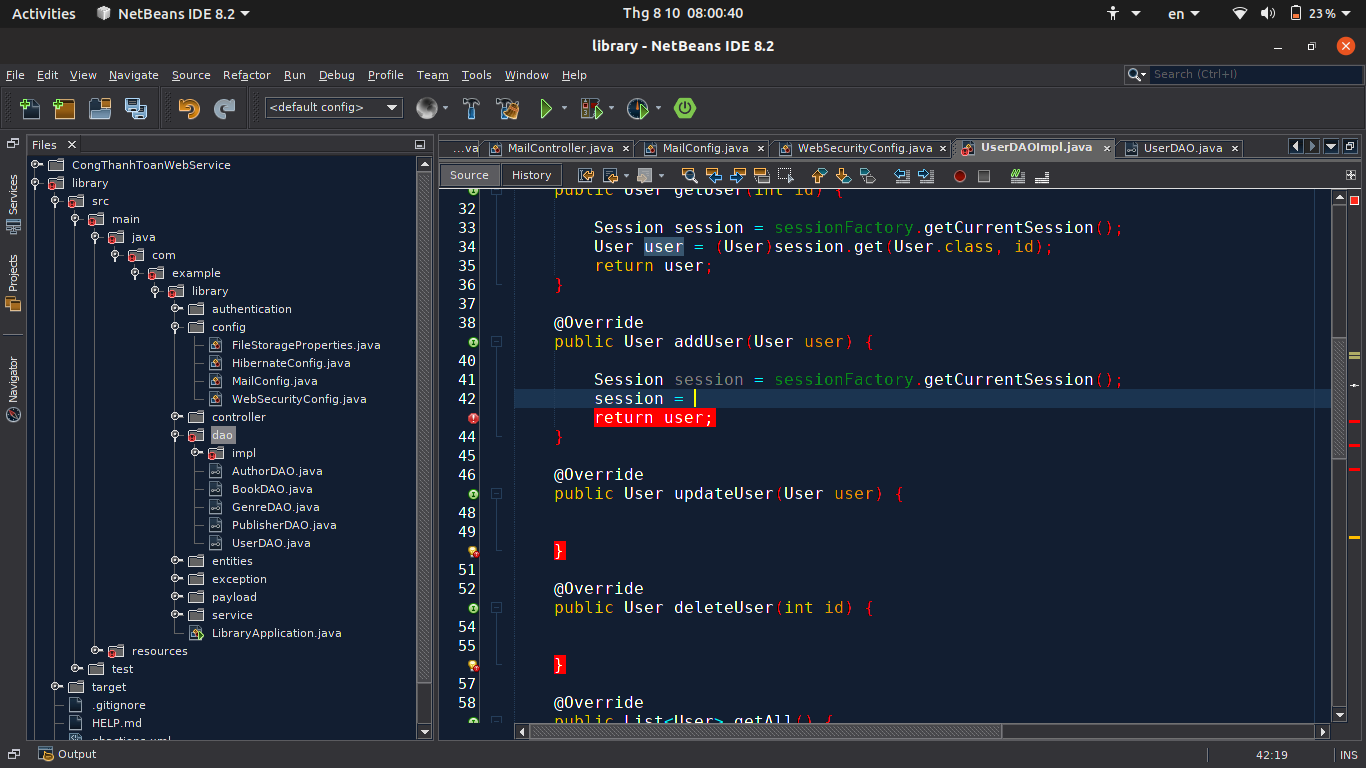 Activities NetBeans IDE 8.2 Thg 8 10 08:00:40 en 23 %
library - NetBeans IDE 8.2
File Edit View Navigate Source Refactor Run Debug Profile Team Tools Window Help Search (Ctrl+I)
<default config>
Files
...va MailController.java MailConfig.java WebSecurityConfig.java UserDAOImpl.java UserDAO.java
Source History
Services
Projects
Navigator
CongThanhToanWebService
library
src
main
java
com
example
library
authentication
config
FileStorageProperties.java
HibernateConfig.java
MailConfig.java
WebSecurityConfig.java
controller
dao
impl
AuthorDAO.java
BookDAO.java
GenreDAO.java
PublisherDAO.java
UserDAO.java
entities
exception
payload
service
LibraryApplication.java
resources
test
target
.gitignore
HELP.md
nbactions.xml
public User getUser(int id) {
32
33 Session session = sessionFactory.getCurrentSession();
34 User user = (User)session.get(User.class, id);
35 return user;
36 }
37
38 @Override
public User addUser(User user) {
40
41 Session session = sessionFactory.getCurrentSession();
42 session =
return user;
44 }
45
46 @Override
public User updateUser(User user) {
48
49
}
51
52 @Override
public User deleteUser(int id) {
54
55
}
57
58 @Override
public List<User> getAll() {
Output 42:19 INS